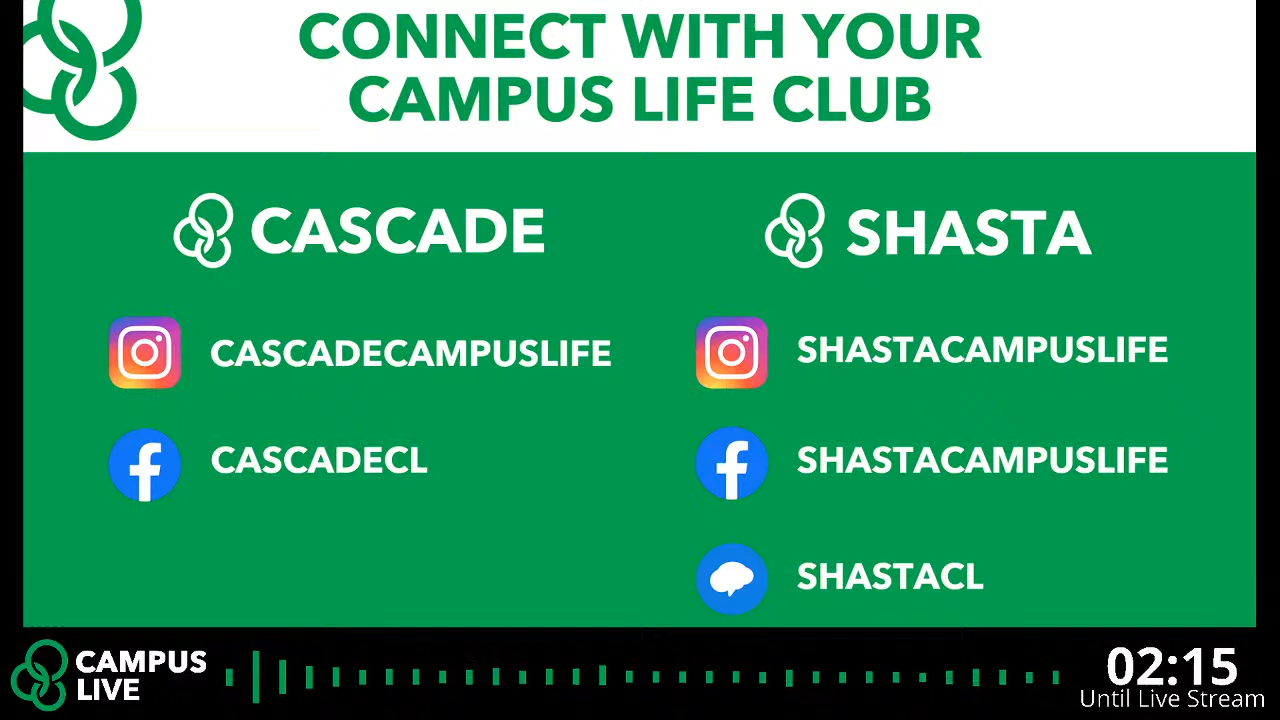 CONNECT WITH YOUR
CAMPUS LIFE CLUB
CASCADE
CASCADECAMPUSLIFE
CASCADECL
SHASTA
SHASTACAMPUSLIFE
SHASTACAMPUSLIFE
SHASTACL
CAMPUS
LIVE
02:15
Until Live Stream